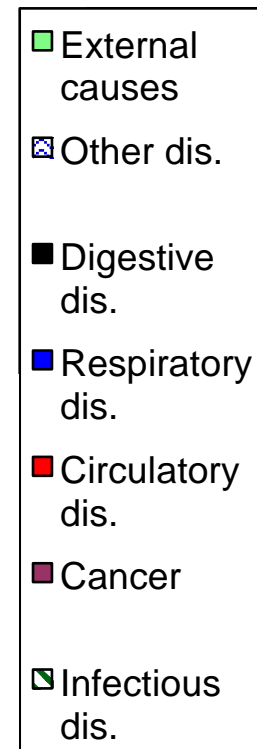 External
causes
Other dis.
Digestive
dis.
Respiratory
dis.
Circulatory
dis.
Cancer
Infectious
dis.